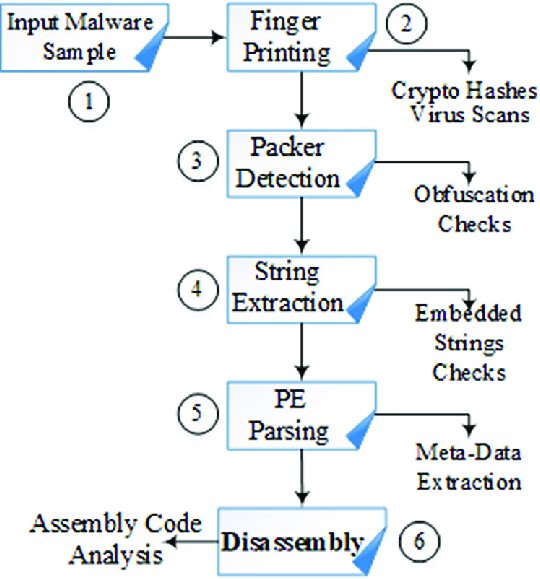 Input Malware
Sample
1
Finger
Printing
2
Crypto Hashes
Virus Scans
3
Packer
Detection
Obfuscation
Checks
4
String
Extraction
Embedded
Strings
Checks
5
PE
Parsing
Meta-Data
Extraction
Assembly Code
Analysis
Disassembly
6